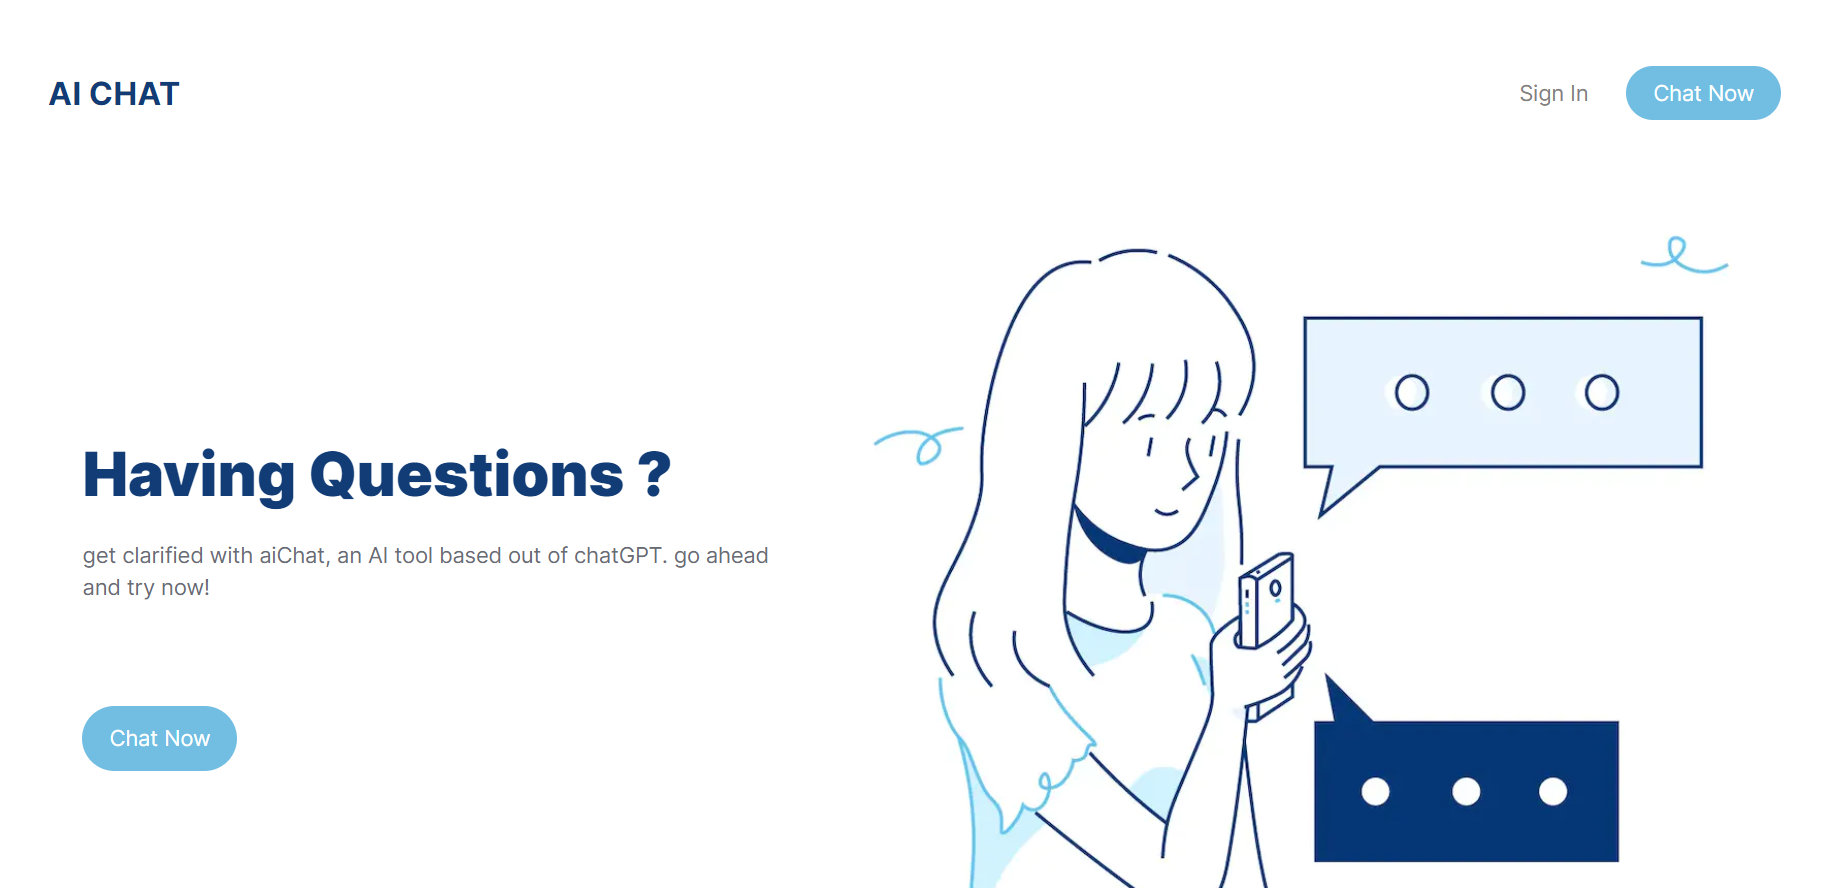 AI CHAT
Sign In
Chat Now
Having Questions ?
get clarified with aiChat, an AI tool based out of chatGPT. go ahead
and try now!
Chat Now